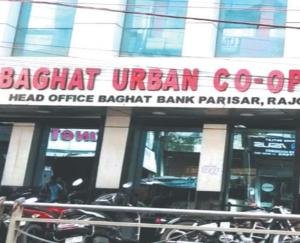 BAGHAT URBAN CO-OP
HEAD OFFICE BAGHAT BANK PARISAR, RAJ